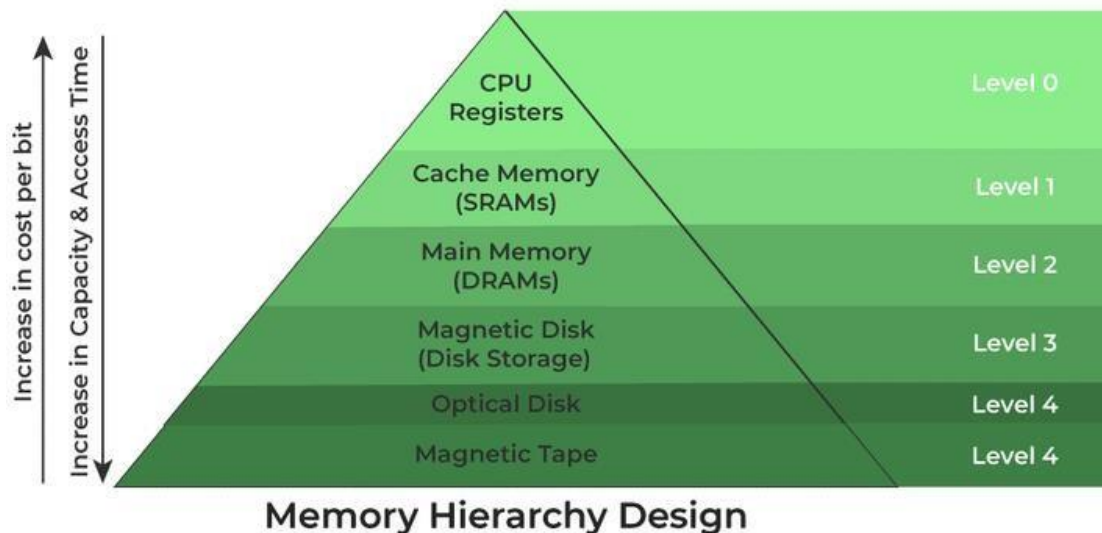 Increase in cost per bit
Increase in Capacity & Access Time
CPU
Registers
Level 0
Cache Memory
(SRAMs)
Level 1
Main Memory
(DRAMs)
Level 2
Magnetic Disk
(Disk Storage)
Level 3
Optical Disk
Level 4
Magnetic Tape
Level 4
Memory Hierarchy Design